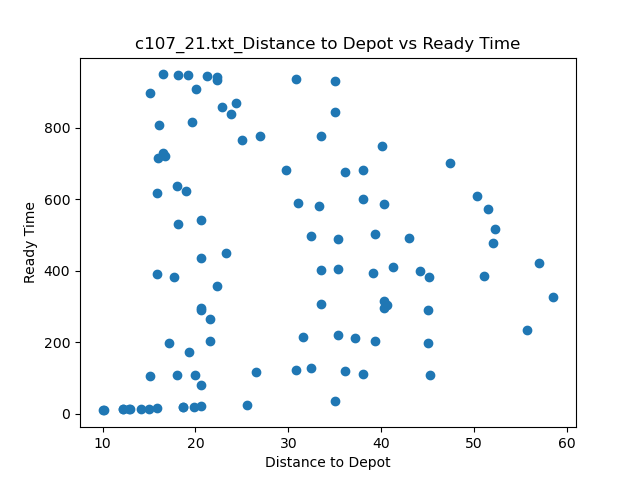 c107_21.txt_Distance to Depot vs Ready Time
800
600
400
200
0
Ready Time
10 20 30 40 50 60
Distance to Depot